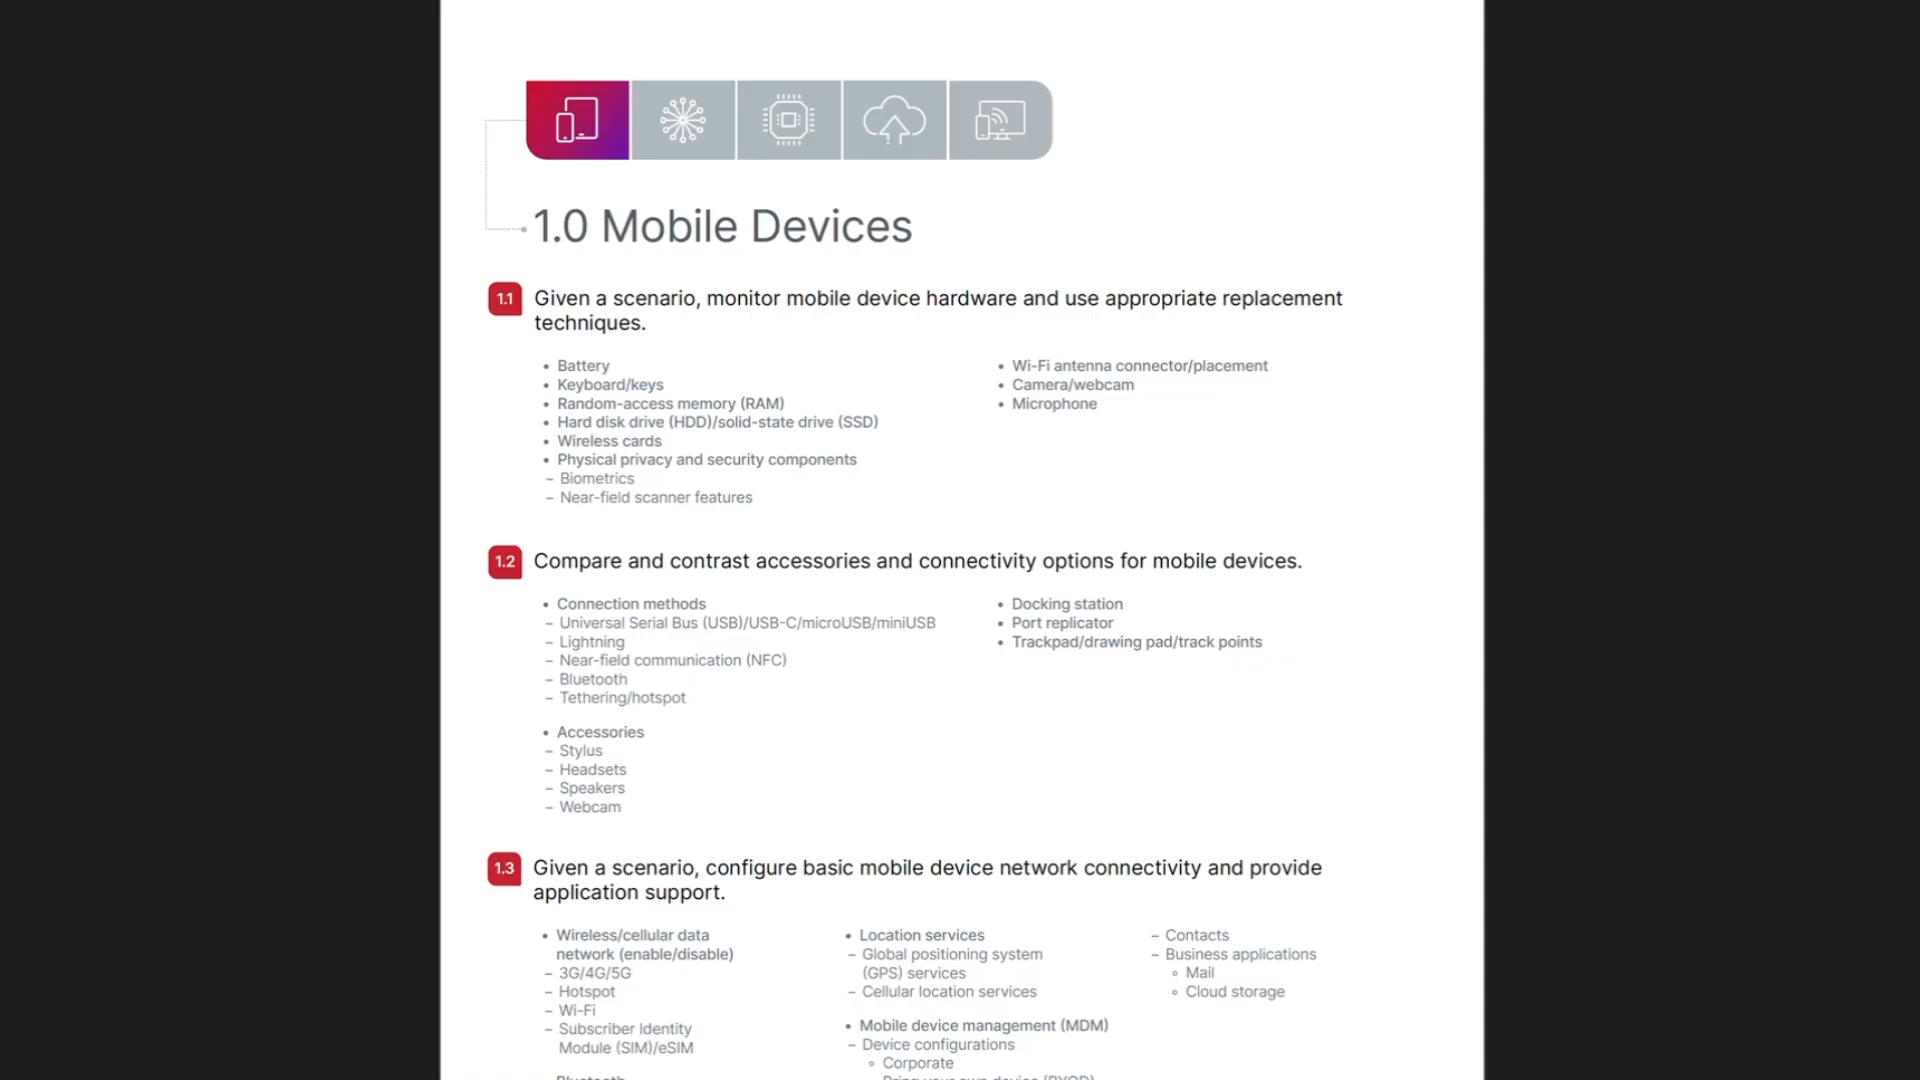 1.0 Mobile Devices
1.1
Given a scenario, monitor mobile device hardware and use appropriate replacement
techniques.
• Battery
• Keyboard/keys
• Random-access memory (RAM)
• Hard disk drive (HDD)/solid-state drive (SSD)
• Wireless cards
• Physical privacy and security components
– Biometrics
– Near-field scanner features
• Wi-Fi antenna connector/placement
• Camera/webcam
• Microphone
1.2
Compare and contrast accessories and connectivity options for mobile devices.
• Connection methods
– Universal Serial Bus (USB)/USB-C/microUSB/miniUSB
– Lightning
– Near-field communication (NFC)
– Bluetooth
– Tethering/hotspot
• Accessories
– Stylus
– Headsets
– Speakers
– Webcam
• Docking station
• Port replicator
• Trackpad/drawing pad/track points
1.3
Given a scenario, configure basic mobile device network connectivity and provide
application support.
• Wireless/cellular data
network (enable/disable)
– 3G/4G/5G
– Hotspot
– Wi-Fi
– Subscriber Identity
Module (SIM)/eSIM
• Location services
– Global positioning system
(GPS) services
– Cellular location services
• Mobile device management (MDM)
– Device configurations
◦ Corporate
– Contacts
– Business applications
◦ Mail
◦ Cloud storage